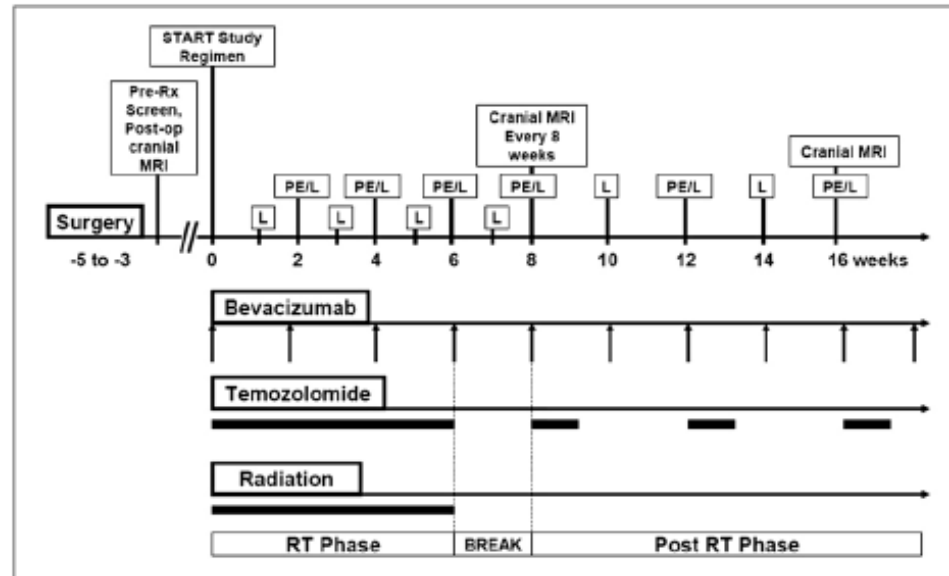 START Study
Regimen
Pre-Rx
Screen,
Post-op
cranial
MRI
Cranial MRI
Every 8
weeks
Cranial MRI
PE/L PE/L PE/L PE/L L PE/L L PE/L
L L L L
Surgery
-5 to -3 0 2 4 6 8 10 12 14 16 weeks
Bevacizumab
Temozolomide
Radiation
RT Phase BREAK Post RT Phase